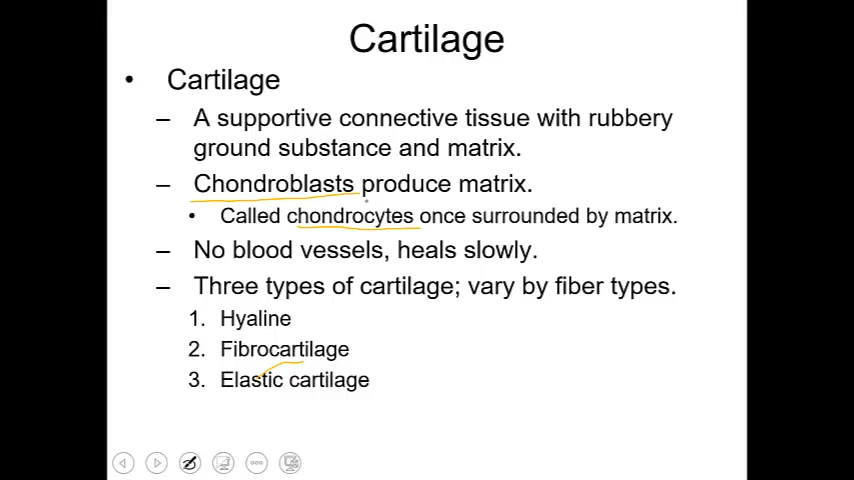 Cartilage
• Cartilage
– A supportive connective tissue with rubbery
ground substance and matrix.
– Chondroblasts produce matrix.
• Called chondrocytes once surrounded by matrix.
– No blood vessels, heals slowly.
– Three types of cartilage; vary by fiber types.
1. Hyaline
2. Fibrocartilage
3. Elastic cartilage